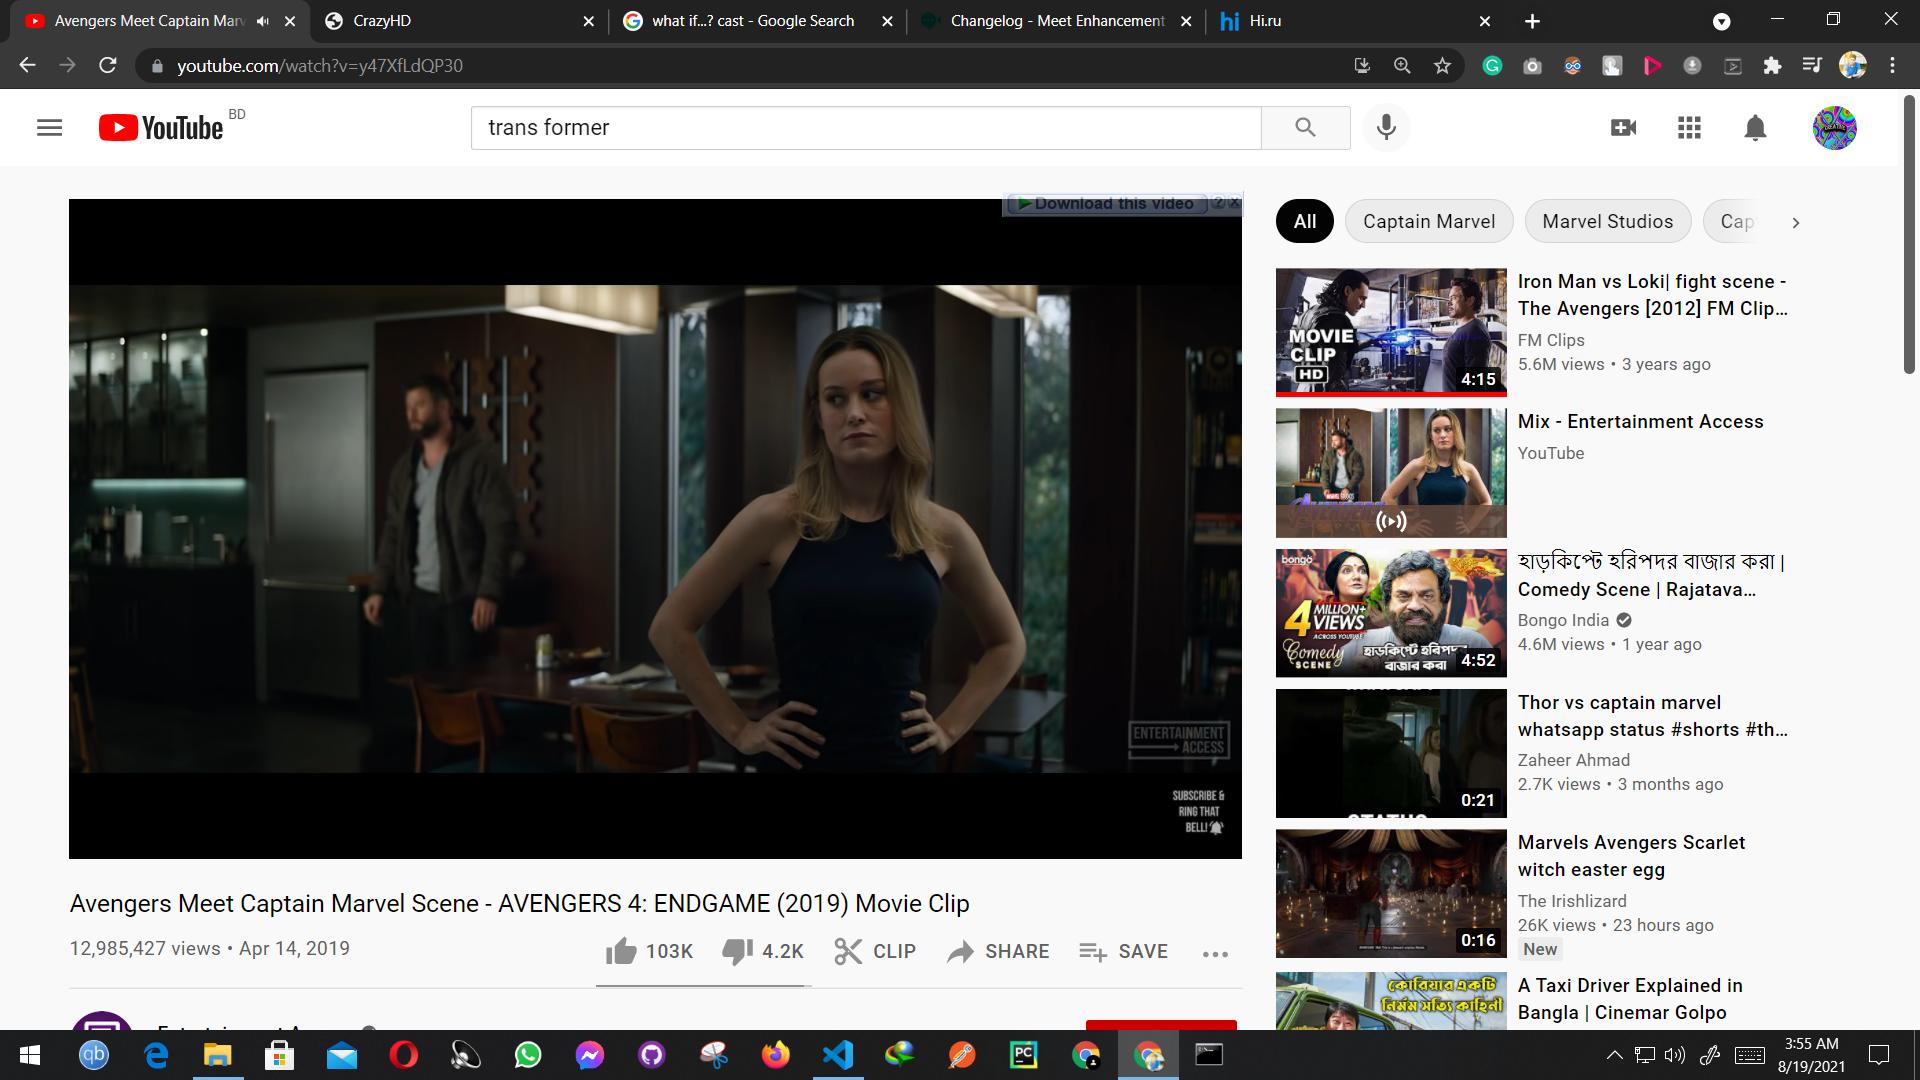 Avengers Meet Captain Marv
CrazyHD
what if...? cast - Google Search
Changelog - Meet Enhancement
hi Hi.ru
youtube.com/watch?v=y47XfLdQP30
YouTube BD
trans former
Download this video
All
Captain Marvel
Marvel Studios
Cap
ENTERTAINMENT
ACCESS
SUBSCRIBE &
RING THAT
BELL!
Avengers Meet Captain Marvel Scene - AVENGERS 4: ENDGAME (2019) Movie Clip
12,985,427 views • Apr 14, 2019
103K
4.2K
CLIP
SHARE
SAVE
MOVIE
CLIP
HD
4:15
Iron Man vs Loki| fight scene -
The Avengers [2012] FM Clip...
FM Clips
5.6M views • 3 years ago
Mix - Entertainment Access
YouTube
bongo
4 MILLION+
VIEWS
ACROSS YOUTUBE
Comedy
SCENE
হাড়কিপ্টে হরিপদর
বাজার করা
4:52
হাড়কিপ্টে হরিপদর বাজার করা |
Comedy Scene | Rajatava...
Bongo India
4.6M views • 1 year ago
0:21
Thor vs captain marvel
whatsapp status #shorts #th...
Zaheer Ahmad
2.7K views • 3 months ago
0:16
Marvels Avengers Scarlet
witch easter egg
The Irishlizard
26K views • 23 hours ago
New
কোরিয়ার একটি
নির্মম সত্যি কাহিনী
A Taxi Driver Explained in
Bangla | Cinemar Golpo
qb
PC
3:55 AM
8/19/2021